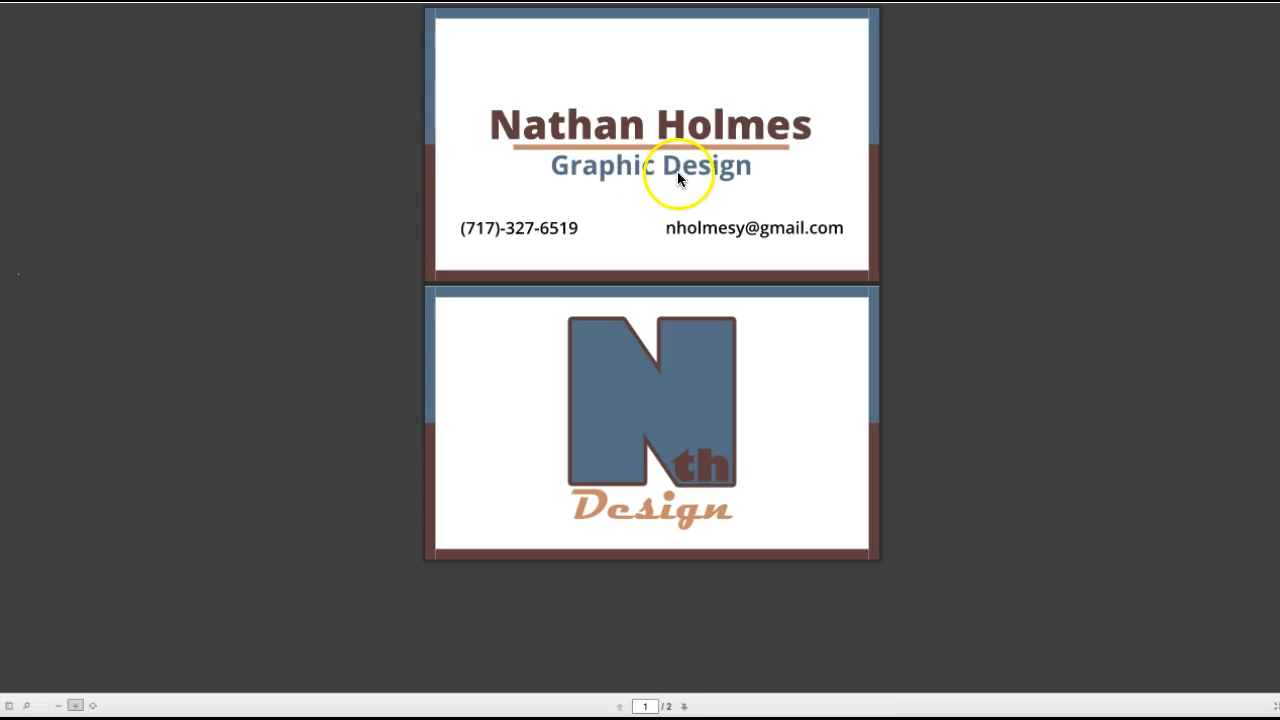 Nathan Holmes
Graphic Design
(717)-327-6519
nholmesy@gmail.com
Nth
Design
1 / 2